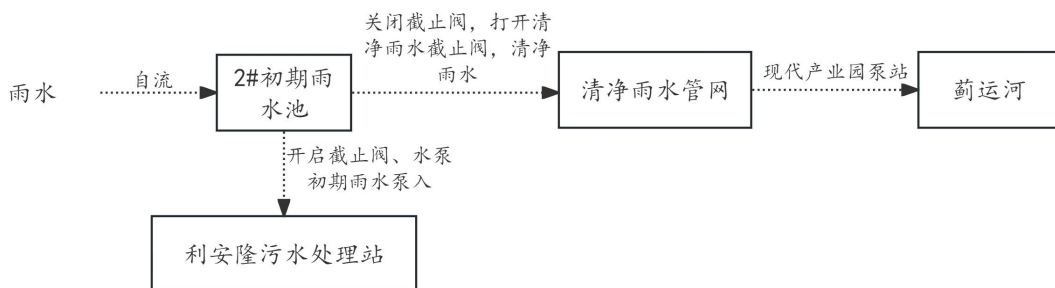 关闭截止阀，打开清
净雨水截止阀，清净
雨水
雨水
自流
2#初期雨
水池
清净雨水管网
现代产业园泵站
蓟运河
开启截止阀、水泵
初期雨水泵入
利安隆污水处理站